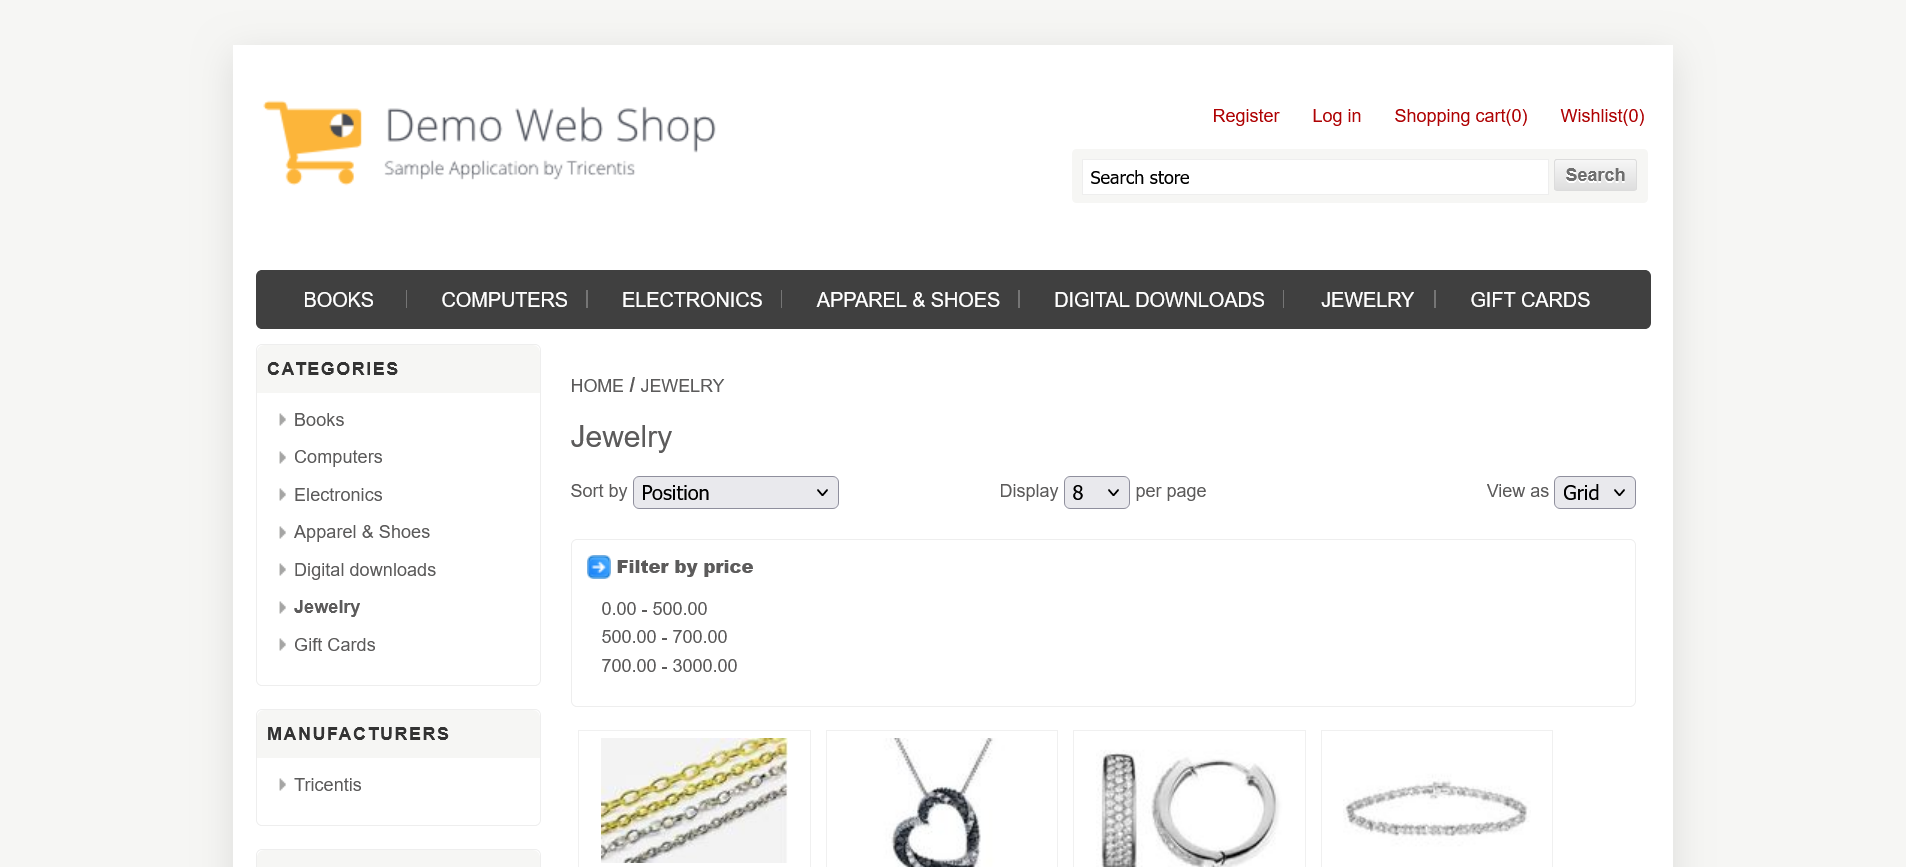 Demo Web Shop
Sample Application by Tricentis
Register Log in Shopping cart(0) Wishlist(0)
Search store Search
BOOKS COMPUTERS ELECTRONICS APPAREL & SHOES DIGITAL DOWNLOADS JEWELRY GIFT CARDS
CATEGORIES
Books
Computers
Electronics
Apparel & Shoes
Digital downloads
Jewelry
Gift Cards
MANUFACTURERS
Tricentis
HOME / JEWELRY
Jewelry
Sort by Position Display 8 per page View as Grid
Filter by price
0.00 - 500.00
500.00 - 700.00
700.00 - 3000.00